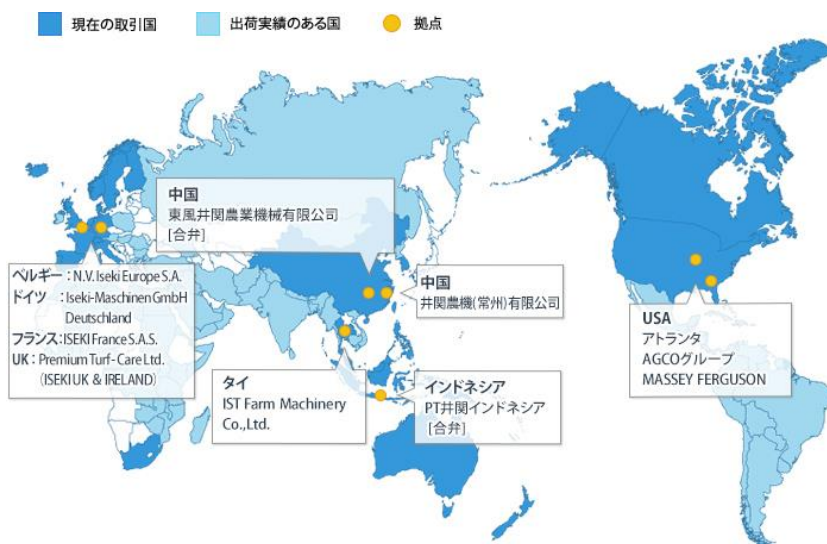 現在の取引国 出荷実績のある国 拠点
中国
東風井関農業機械有限公司
[合弁]
ベルギー：N.V. Iseki Europe S.A.
ドイツ ：Iseki-Maschinen GmbH
Deutschland
フランス：ISEKI France S.A.S.
UK：Premium Turf-Care Ltd.
(ISEKI UK & IRELAND)
中国
井関農機(常州)有限公司
タイ
IST Farm Machinery
Co.,Ltd.
インドネシア
PT井関インドネシア
[合弁]
USA
アトランタ
AGCOグループ
MASSEY FERGUSON